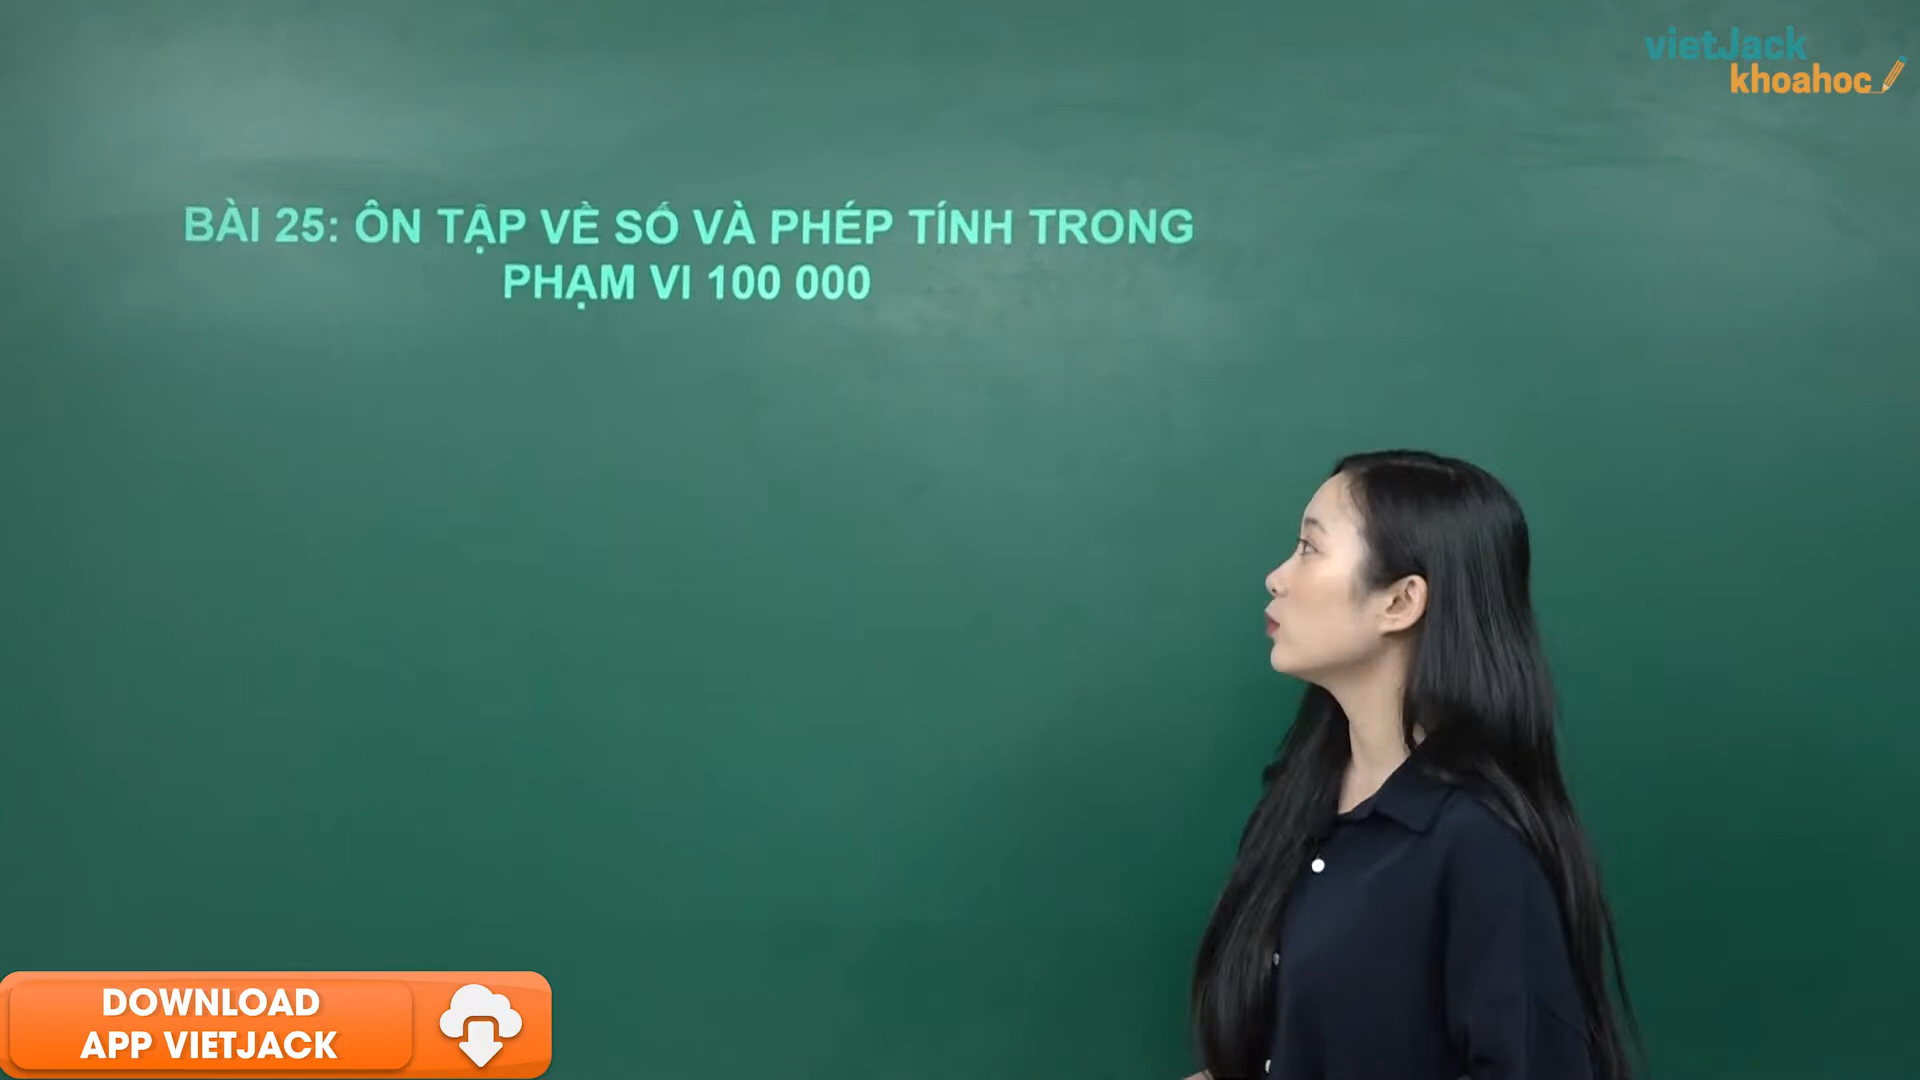 vietJack
khoahoc
BÀI 25: ÔN TẬP VỀ SỐ VÀ PHÉP TÍNH TRONG
PHẠM VI 100 000
DOWNLOAD
APP VIETJACK